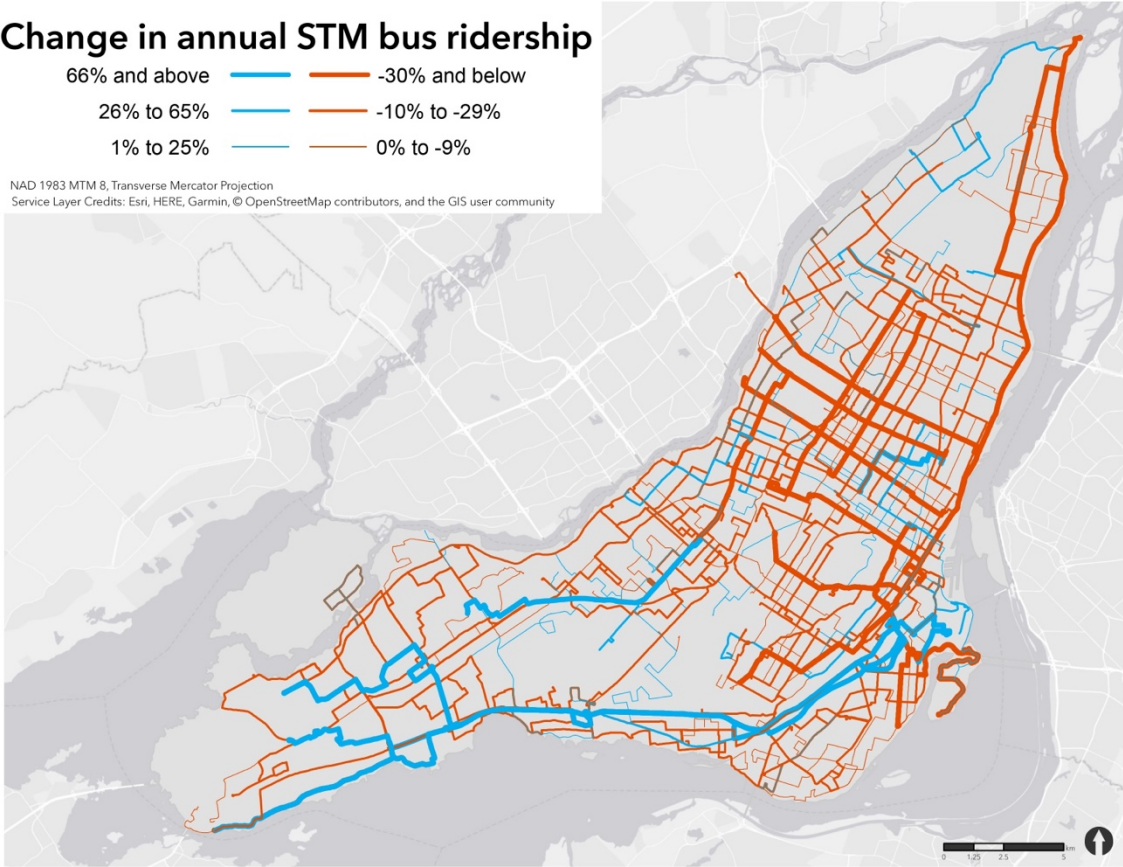 Change in annual STM bus ridership
66% and above -30% and below
26% to 65% -10% to -29%
1% to 25% 0% to -9%
NAD 1983 MTM 8, Transverse Mercator Projection
Service Layer Credits: Esri, HERE, Garmin, © OpenStreetMap contributors, and the GIS user community
km
0 1.25 2.5 5